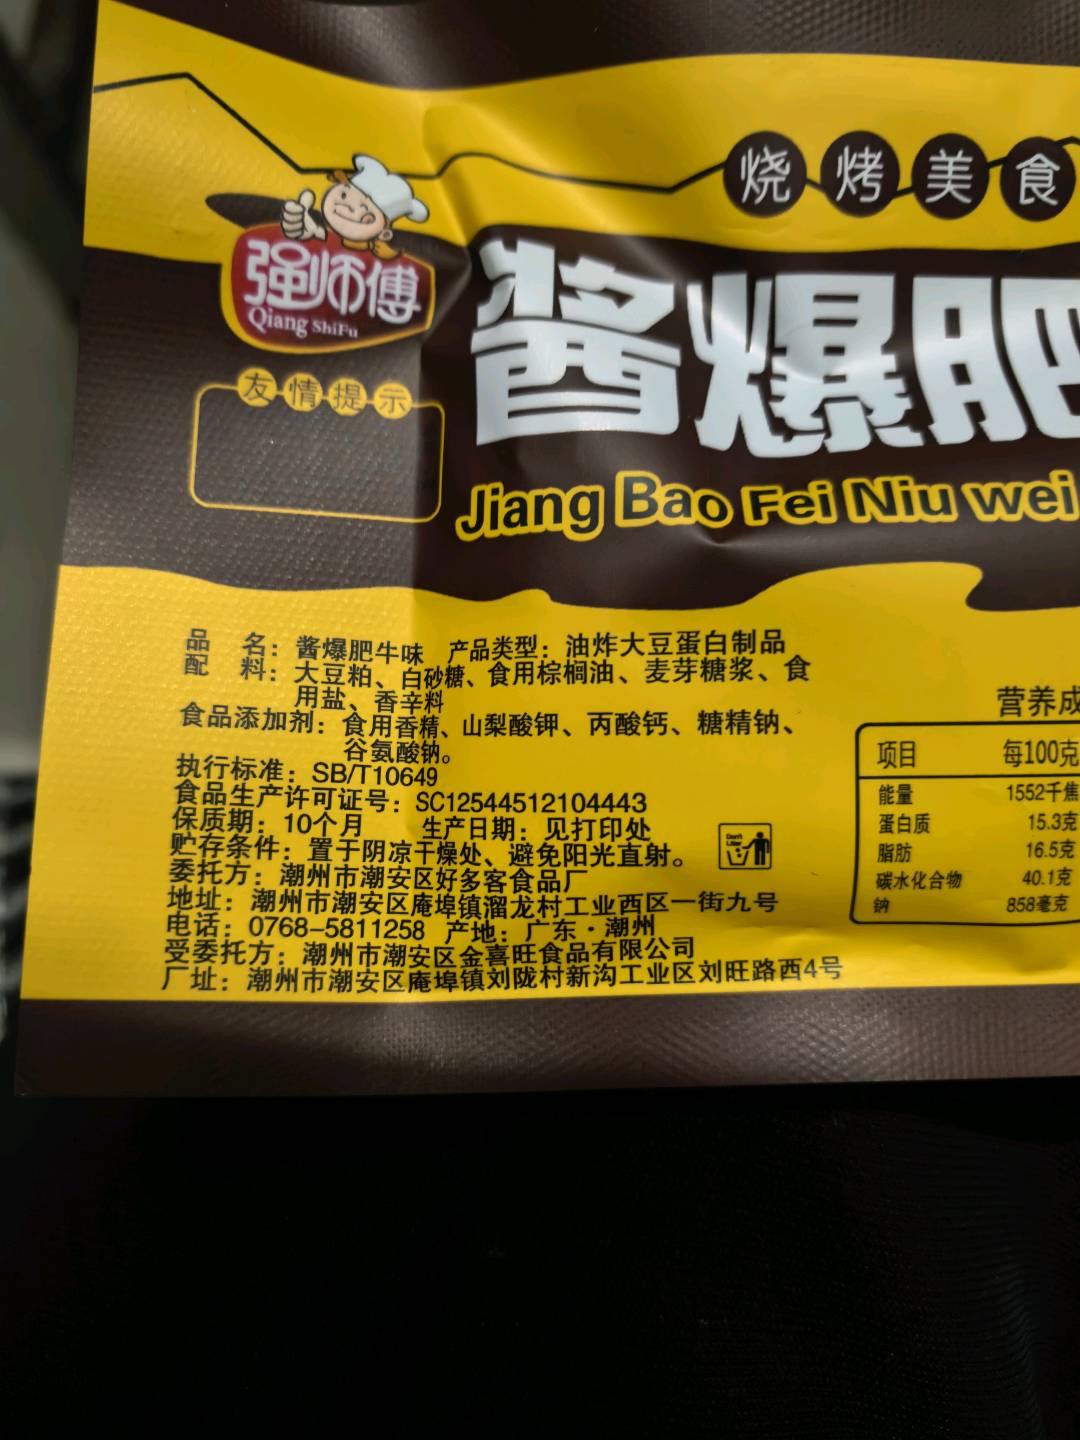 烧烤美食
强师傅
Qiang ShiFu
酱爆肥
友情提示
Jiang Bao Fei Niu wei
品 名：酱爆肥牛味 产品类型：油炸大豆蛋白制品
配 料：大豆粕、白砂糖、食用棕榈油、麦芽糖浆、食
用盐、香辛料
食品添加剂：食用香精、山梨酸钾、丙酸钙、糖精钠、
谷氨酸钠。
执行标准：SB/T10649
食品生产许可证号：SC12544512104443
保质期：10个月 生产日期：见打印处
贮存条件：置于阴凉干燥处、避免阳光直射。
委托方：潮州市潮安区好多客食品厂
地址：潮州市潮安区庵埠镇溜龙村工业西区一街九号
电话：0768-5811258 产地：广东·潮州
受委托方：潮州市潮安区金喜旺食品有限公司
厂址：潮州市潮安区庵埠镇刘陇村新沟工业区刘旺路西4号
营养成
项目 每100克
能量 1552千焦
蛋白质 15.3克
脂肪 16.5克
碳水化合物 40.1克
钠 858毫克